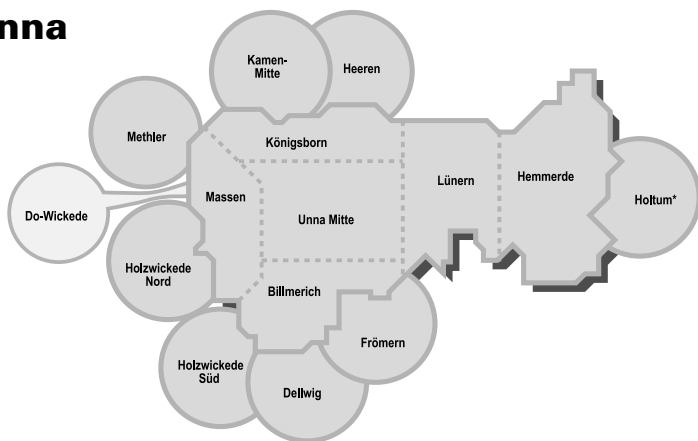 nna
Kamen-
Mitte
Heeren
Methler
Königsborn
Lünern
Hemmerde
Massen
Holtum*
Do-Wickede
Unna Mitte
Holzwickede
Nord
Billmerich
Frömern
Holzwickede
Süd
Dellwig